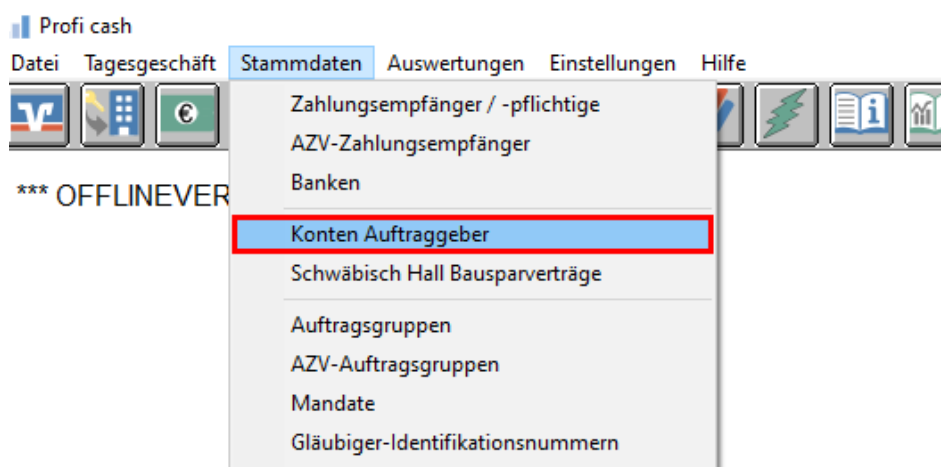 Profi cash
Datei Tagesgeschäft Stammdaten Auswertungen Einstellungen Hilfe
Zahlungsempfänger / -pflichtige
AZV-Zahlungsempfänger
Banken
*** OFFLINEVER
Konten Auftraggeber
Schwäbisch Hall Bausparverträge
Auftragsgruppen
AZV-Auftragsgruppen
Mandate
Gläubiger-Identifikationsnummern